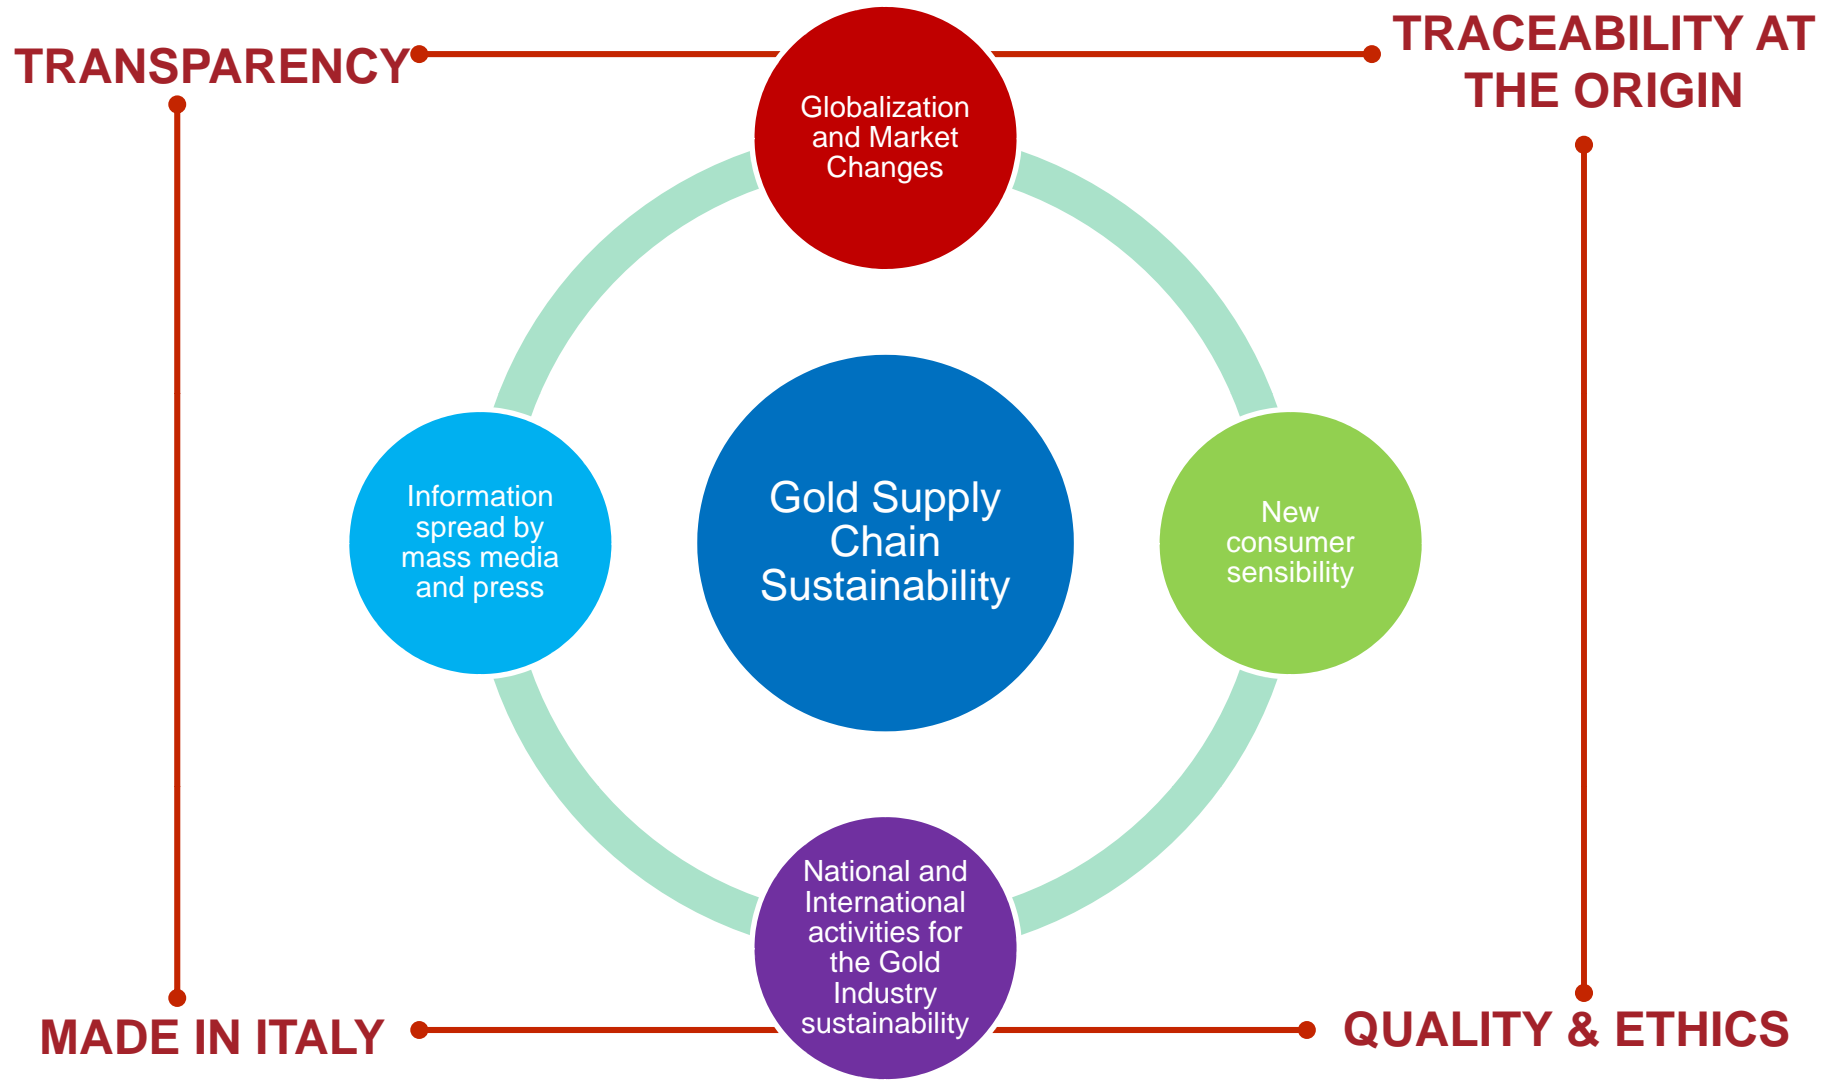 TRANSPARENCY
TRACEABILITY AT
THE ORIGIN
Globalization
and Market
Changes
Information
spread by
mass media
and press
Gold Supply
Chain
Sustainability
New
consumer
sensibility
National and
International
activities for
the Gold
Industry
sustainability
MADE IN ITALY
QUALITY & ETHICS